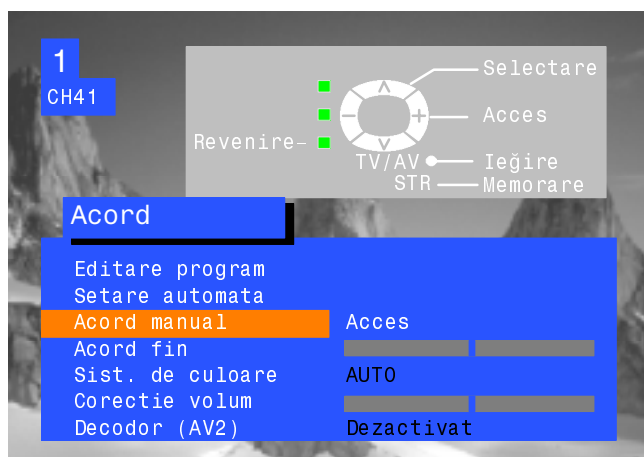 1
CH41
Selectare
Acces
Revenire–
TV/AV
Ieğire
STR
Memorare
Acord
Editare program
Setare automata
Acord manual Acces
Acord fin
Sist. de culoare AUTO
Corectie volum
Decodor (AV2) Dezactivat